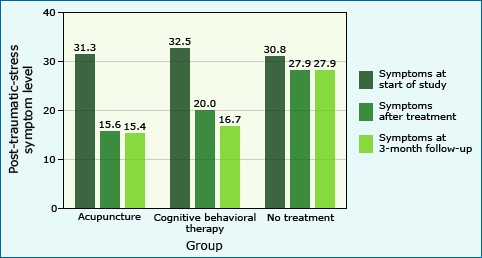 Post-traumatic-stress
symptom level
40
30
20
10
0
31.3
15.6
15.4
32.5
20.0
16.7
30.8
27.9
27.9
Acupuncture
Cognitive behavioral
therapy
No treatment
Group
Symptoms at
start of study
Symptoms
after treatment
Symptoms at
3-month follow-up